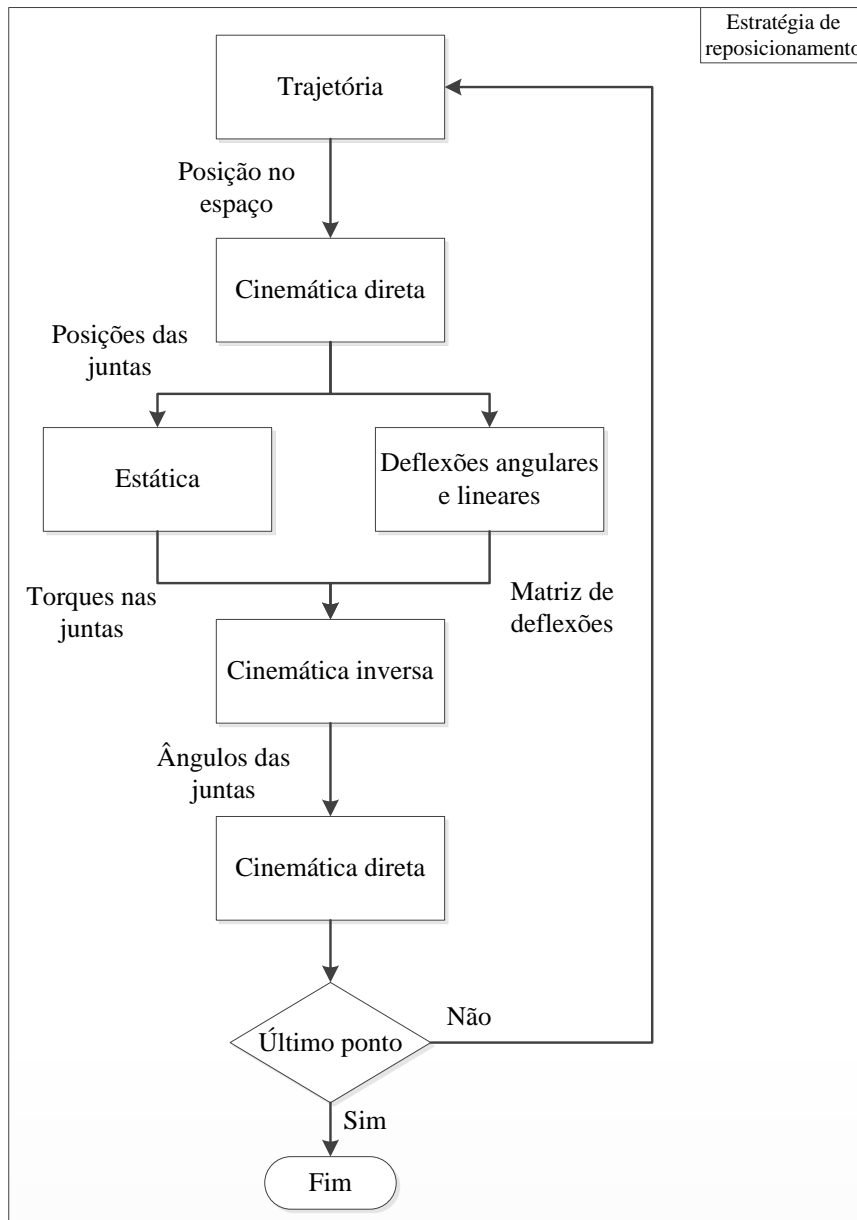 Estratégia de
reposicionamento
Trajetória
Posição no
espaço
Cinemática direta
Posições das
juntas
Estática
Deflexões angulares
e lineares
Torques nas
juntas
Matriz de
deflexões
Cinemática inversa
Ângulos das
juntas
Cinemática direta
Último ponto
Não
Sim
Fim